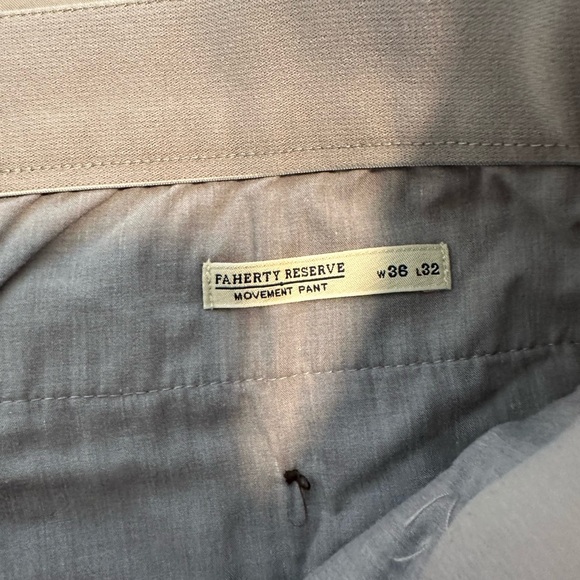 FAHERTY RESERVE W36 L32
MOVEMENT PANT